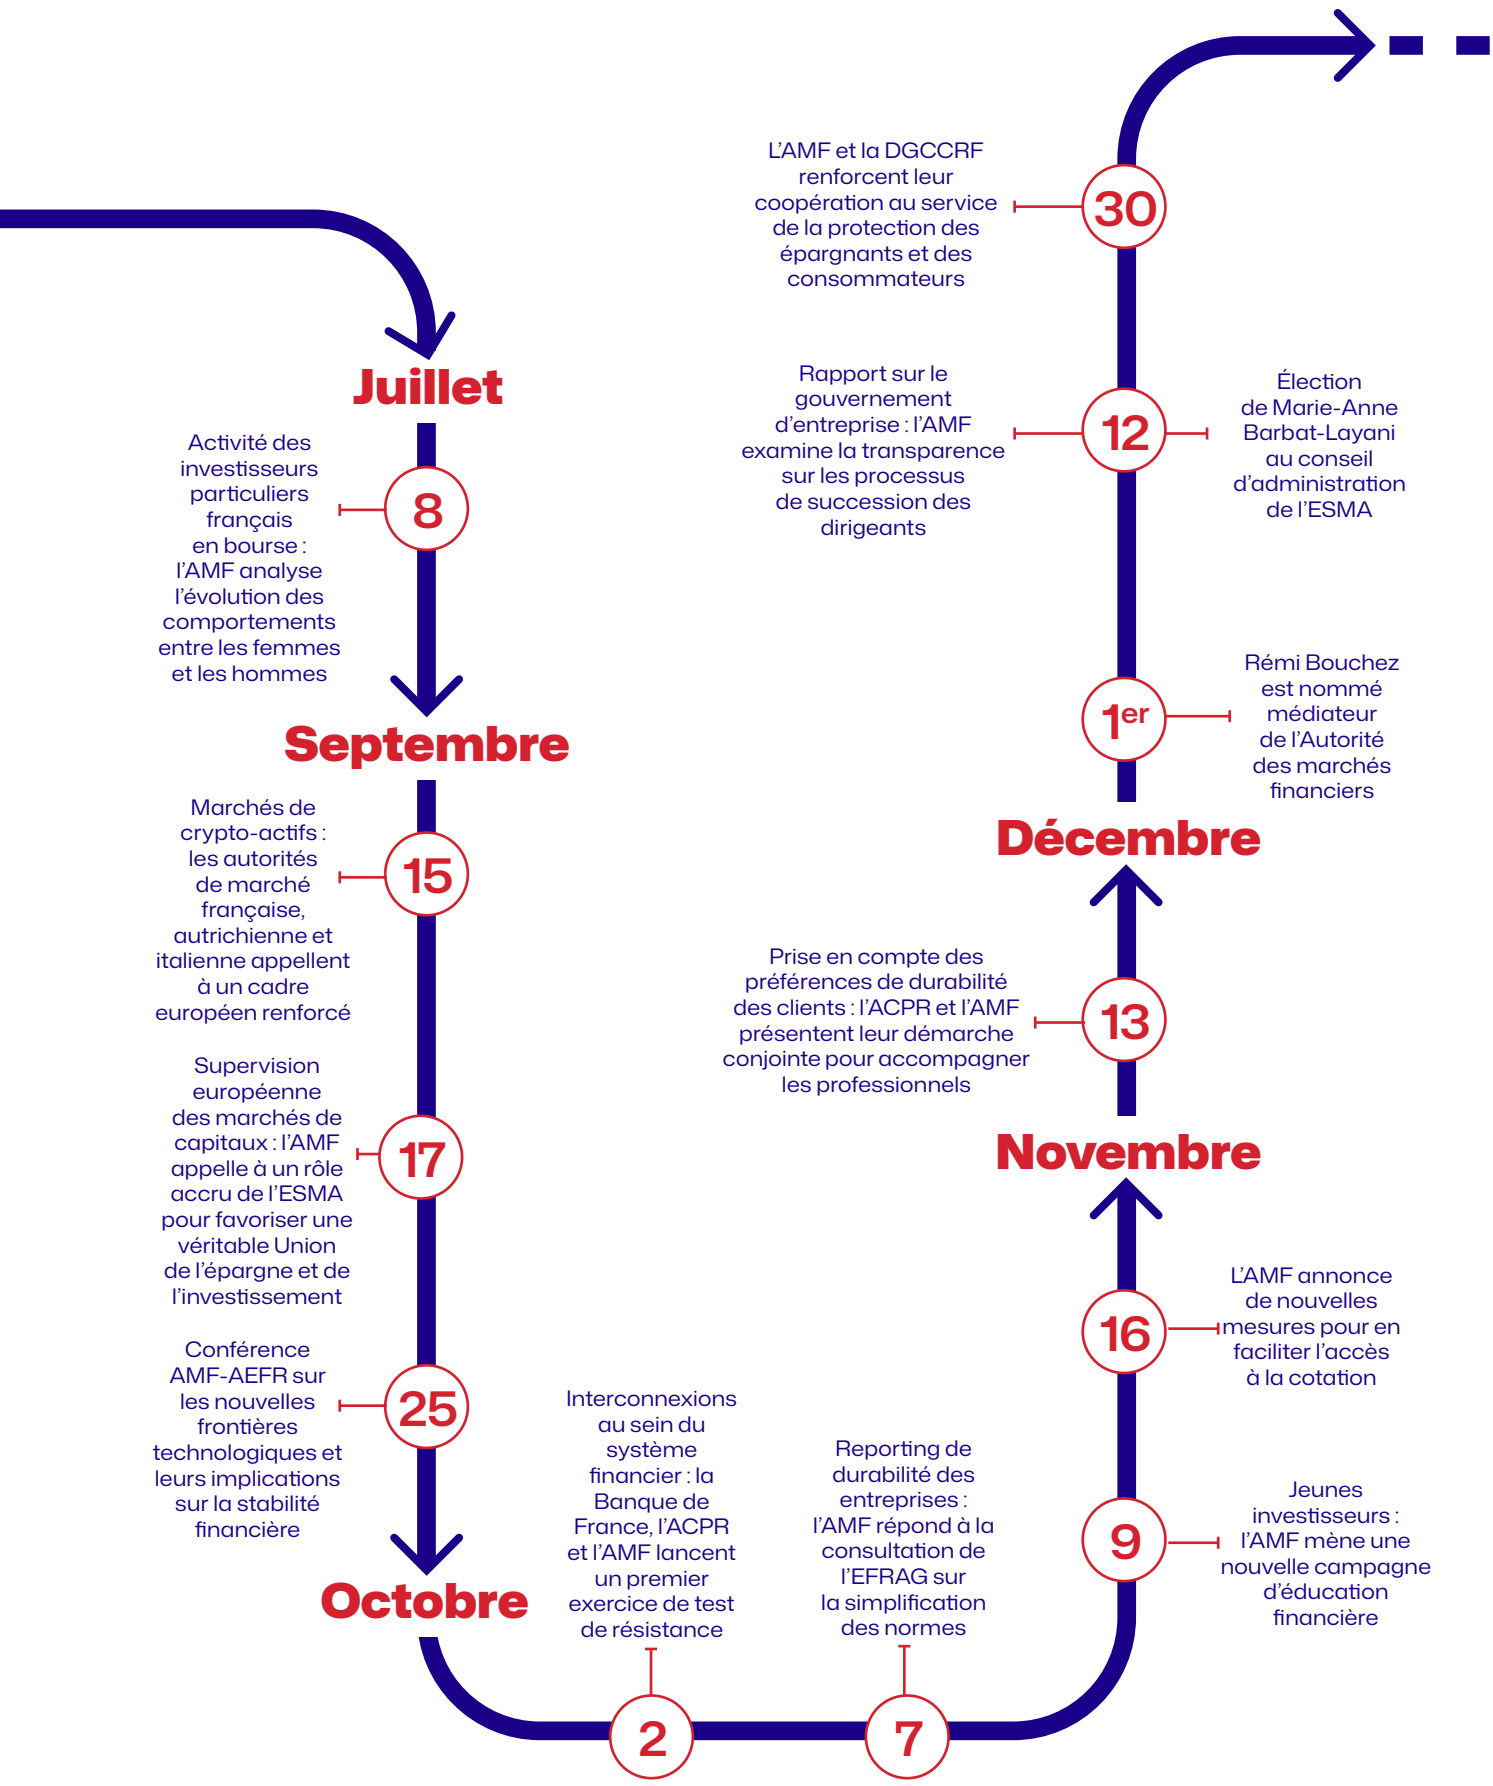 Juillet
Activité des
investisseurs
particuliers
français
en bourse :
l’AMF analyse
l’évolution des
comportements
entre les femmes
et les hommes
8
Septembre
Marchés de
crypto-actifs :
les autorités
de marché
française,
autrichienne et
italienne appellent
à un cadre
européen renforcé
15
Supervision
européenne
des marchés de
capitaux : l’AMF
appelle à un rôle
accru de l’ESMA
pour favoriser une
véritable Union
de l’épargne et de
l’investissement
17
Conférence
AMF-AEFR sur
les nouvelles
frontières
technologiques et
leurs implications
sur la stabilité
financière
25
Octobre
Interconnexions
au sein du
système
financier : la
Banque de
France, l’ACPR
et l’AMF lancent
un premier
exercice de test
de résistance
2
Reporting de
durabilité des
entreprises :
l’AMF répond à la
consultation de
l’EFRAG sur
la simplification
des normes
7
9
Jeunes
investisseurs :
l’AMF mène une
nouvelle campagne
d’éducation
financière
16
L’AMF annonce
de nouvelles
mesures pour en
faciliter l’accès
à la cotation
Novembre
Prise en compte des
préférences de durabilité
des clients : l’ACPR et l’AMF
présentent leur démarche
conjointe pour accompagner
les professionnels
13
Décembre
1er
Rémi Bouchez
est nommé
médiateur
de l’Autorité
des marchés
financiers
Rapport sur le
gouvernement
d’entreprise : l’AMF
examine la transparence
sur les processus
de succession des
dirigeants
12
Élection
de Marie-Anne
Barbat-Layani
au conseil
d’administration
de l’ESMA
L’AMF et la DGCCRF
renforcent leur
coopération au service
de la protection des
épargnants et des
consommateurs
30